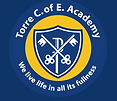 Torre C. of E. Academy
We live life in all its fullness